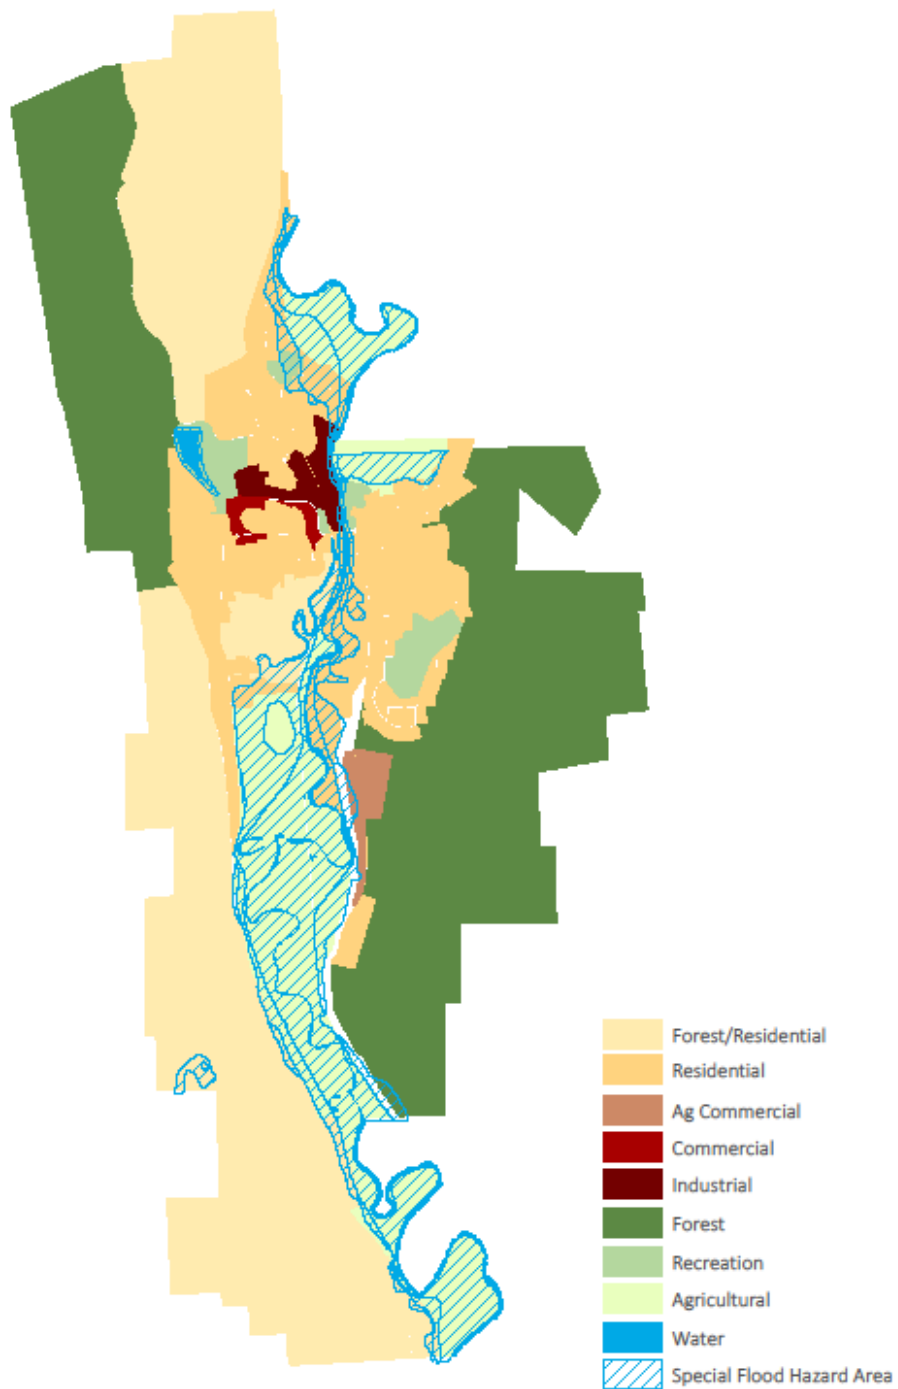 Forest/Residential
Residential
Ag Commercial
Commercial
Industrial
Forest
Recreation
Agricultural
Water
Special Flood Hazard Area